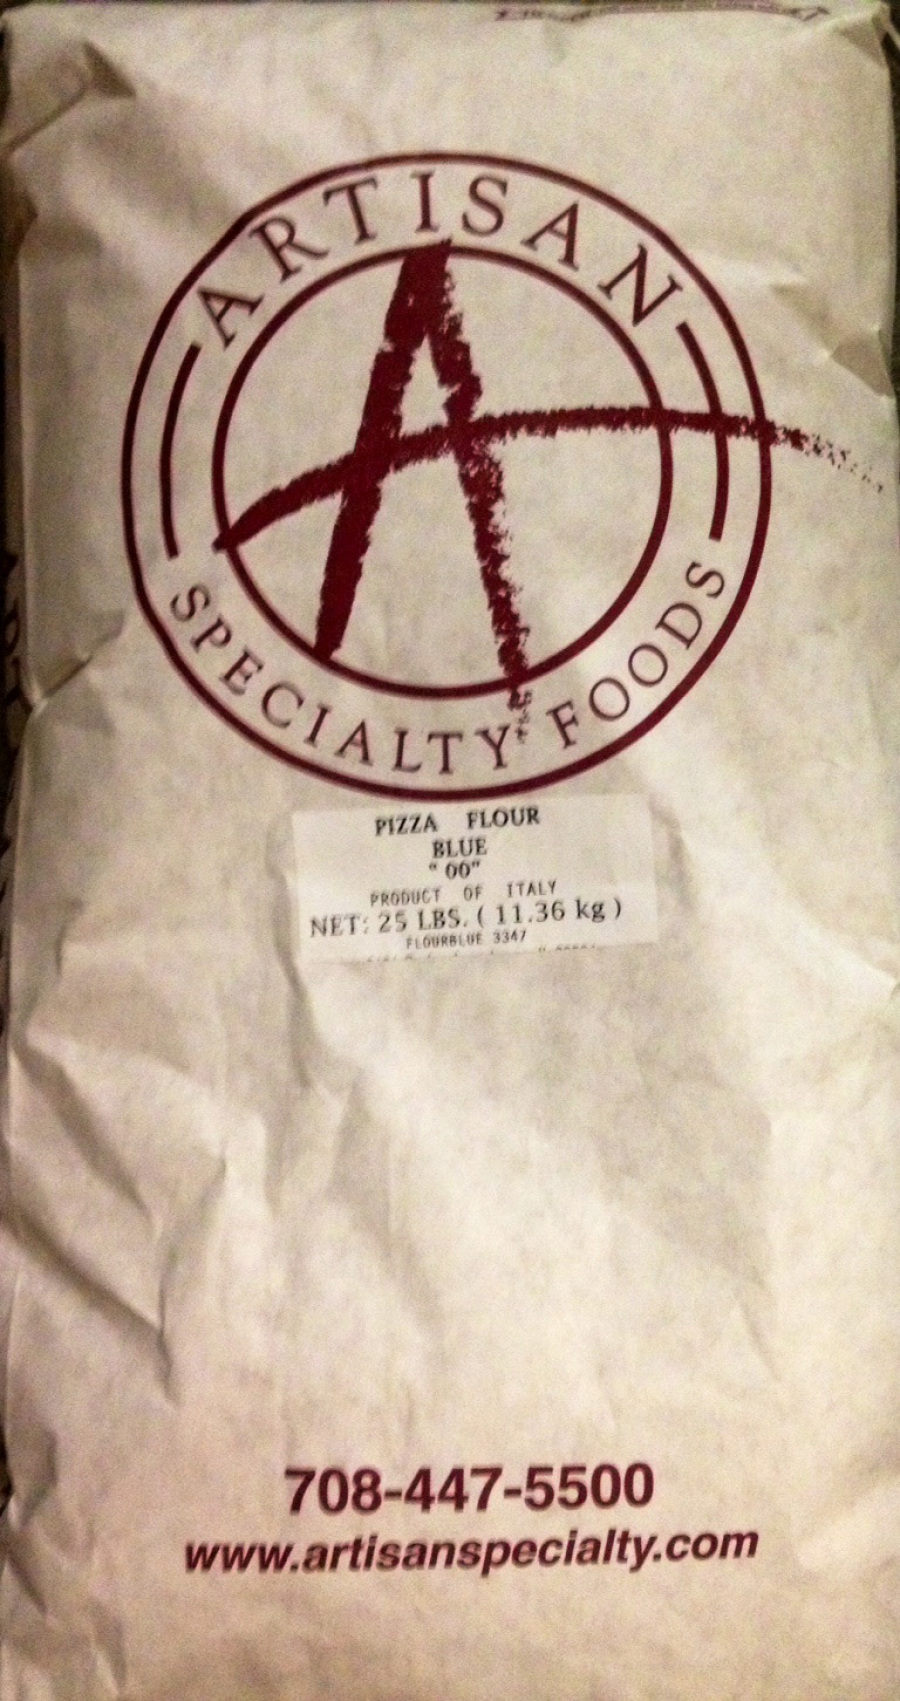 ARTISAN
A
SPECIALTY FOODS
PIZZA FLOUR
BLUE
"00"
PRODUCT OF ITALY
NET: 25 LBS. ( 11.36 kg )
FLOURBLUE 3347
708-447-5500
www.artisanspecialty.com